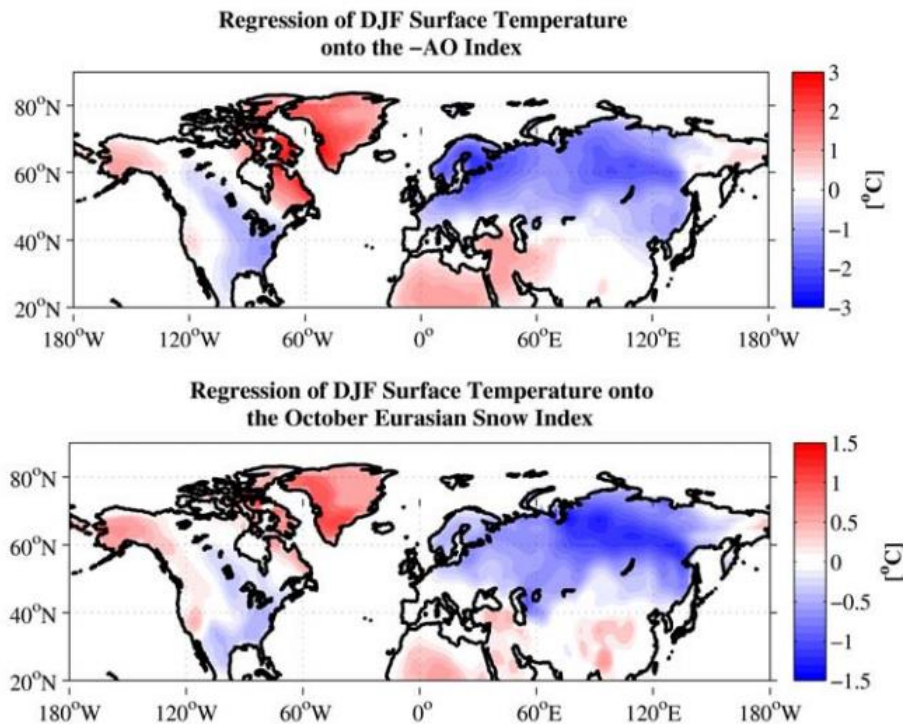 Regression of DJF Surface Temperature
onto the −AO Index
80°N
60°N
40°N
20°N
180°W 120°W 60°W 0° 60°E 120°E 180°W
3
2
1
0
−1
−2
−3
[°C]
Regression of DJF Surface Temperature onto
the October Eurasian Snow Index
80°N
60°N
40°N
20°N
180°W 120°W 60°W 0° 60°E 120°E 180°W
1.5
1
0.5
0
−0.5
−1
−1.5
[°C]